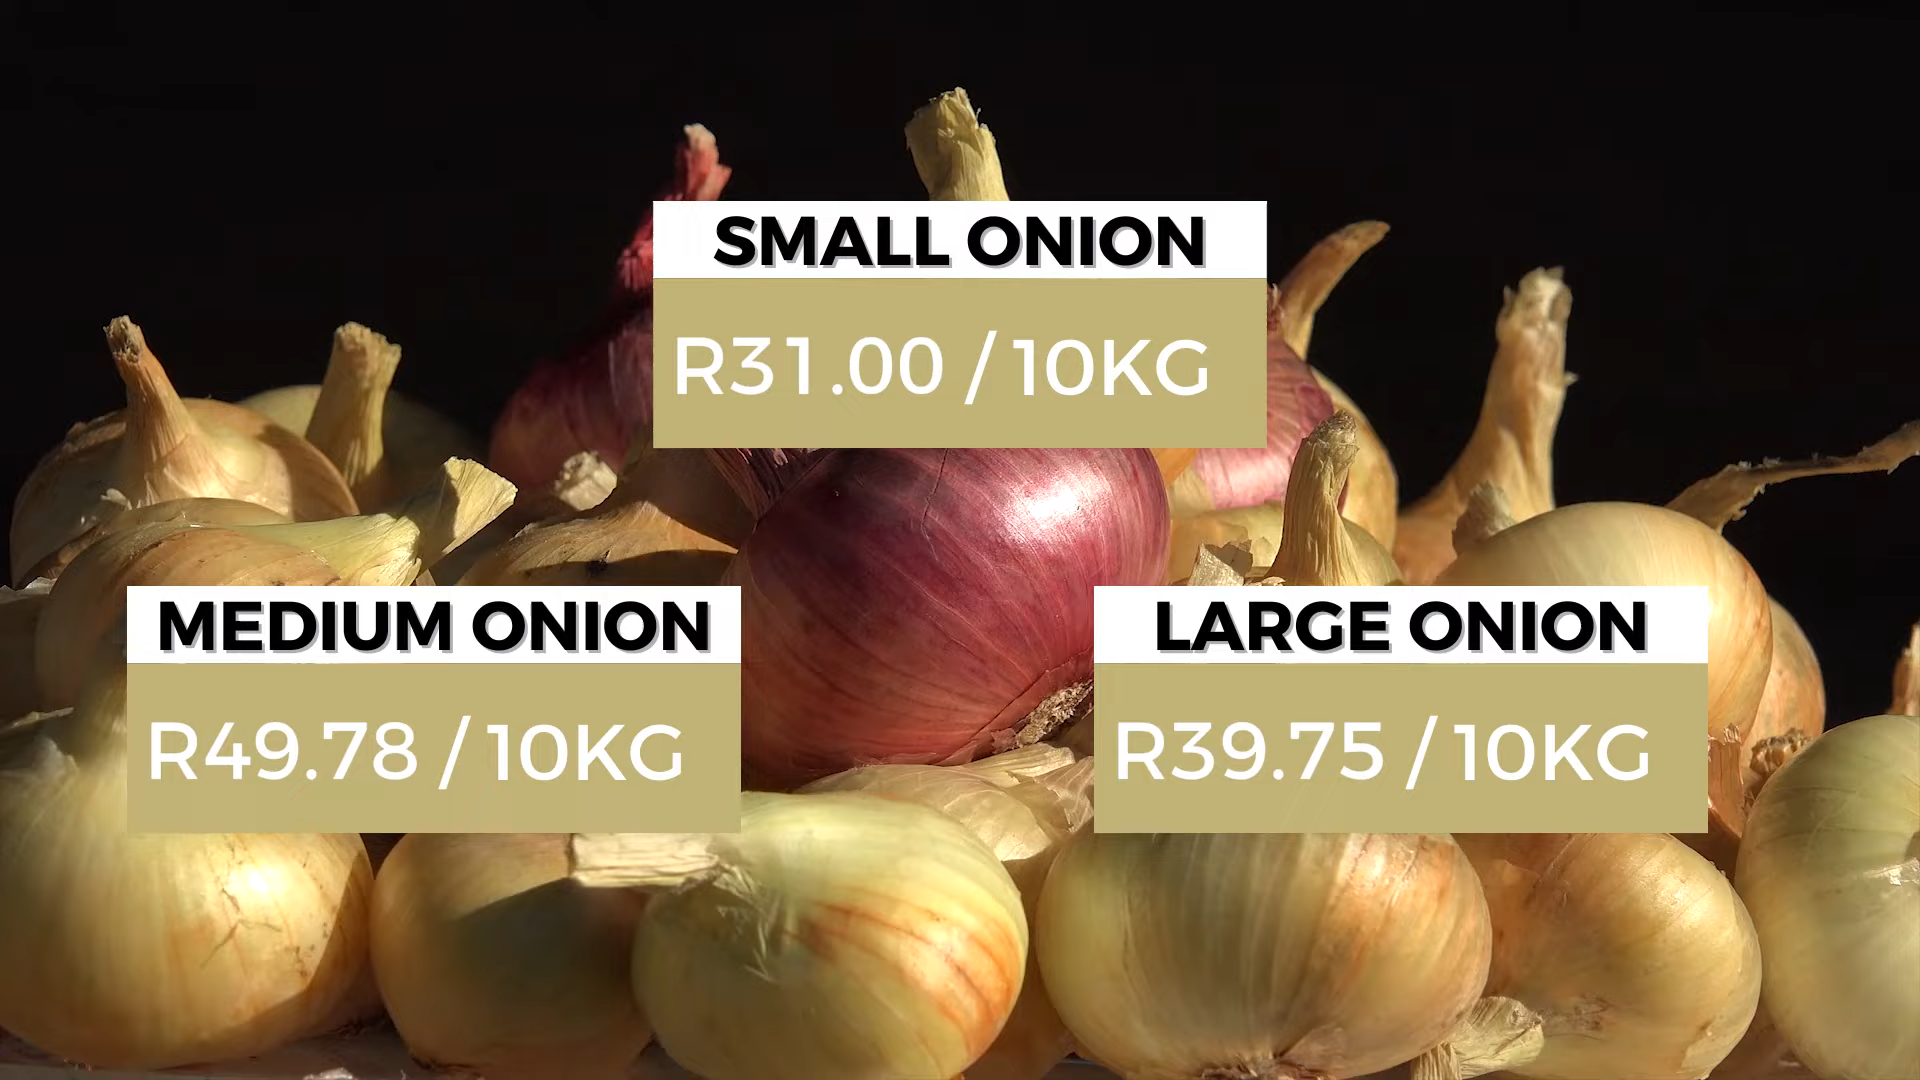 SMALL ONION
R31.00 / 10KG
MEDIUM ONION
R49.78 / 10KG
LARGE ONION
R39.75 / 10KG